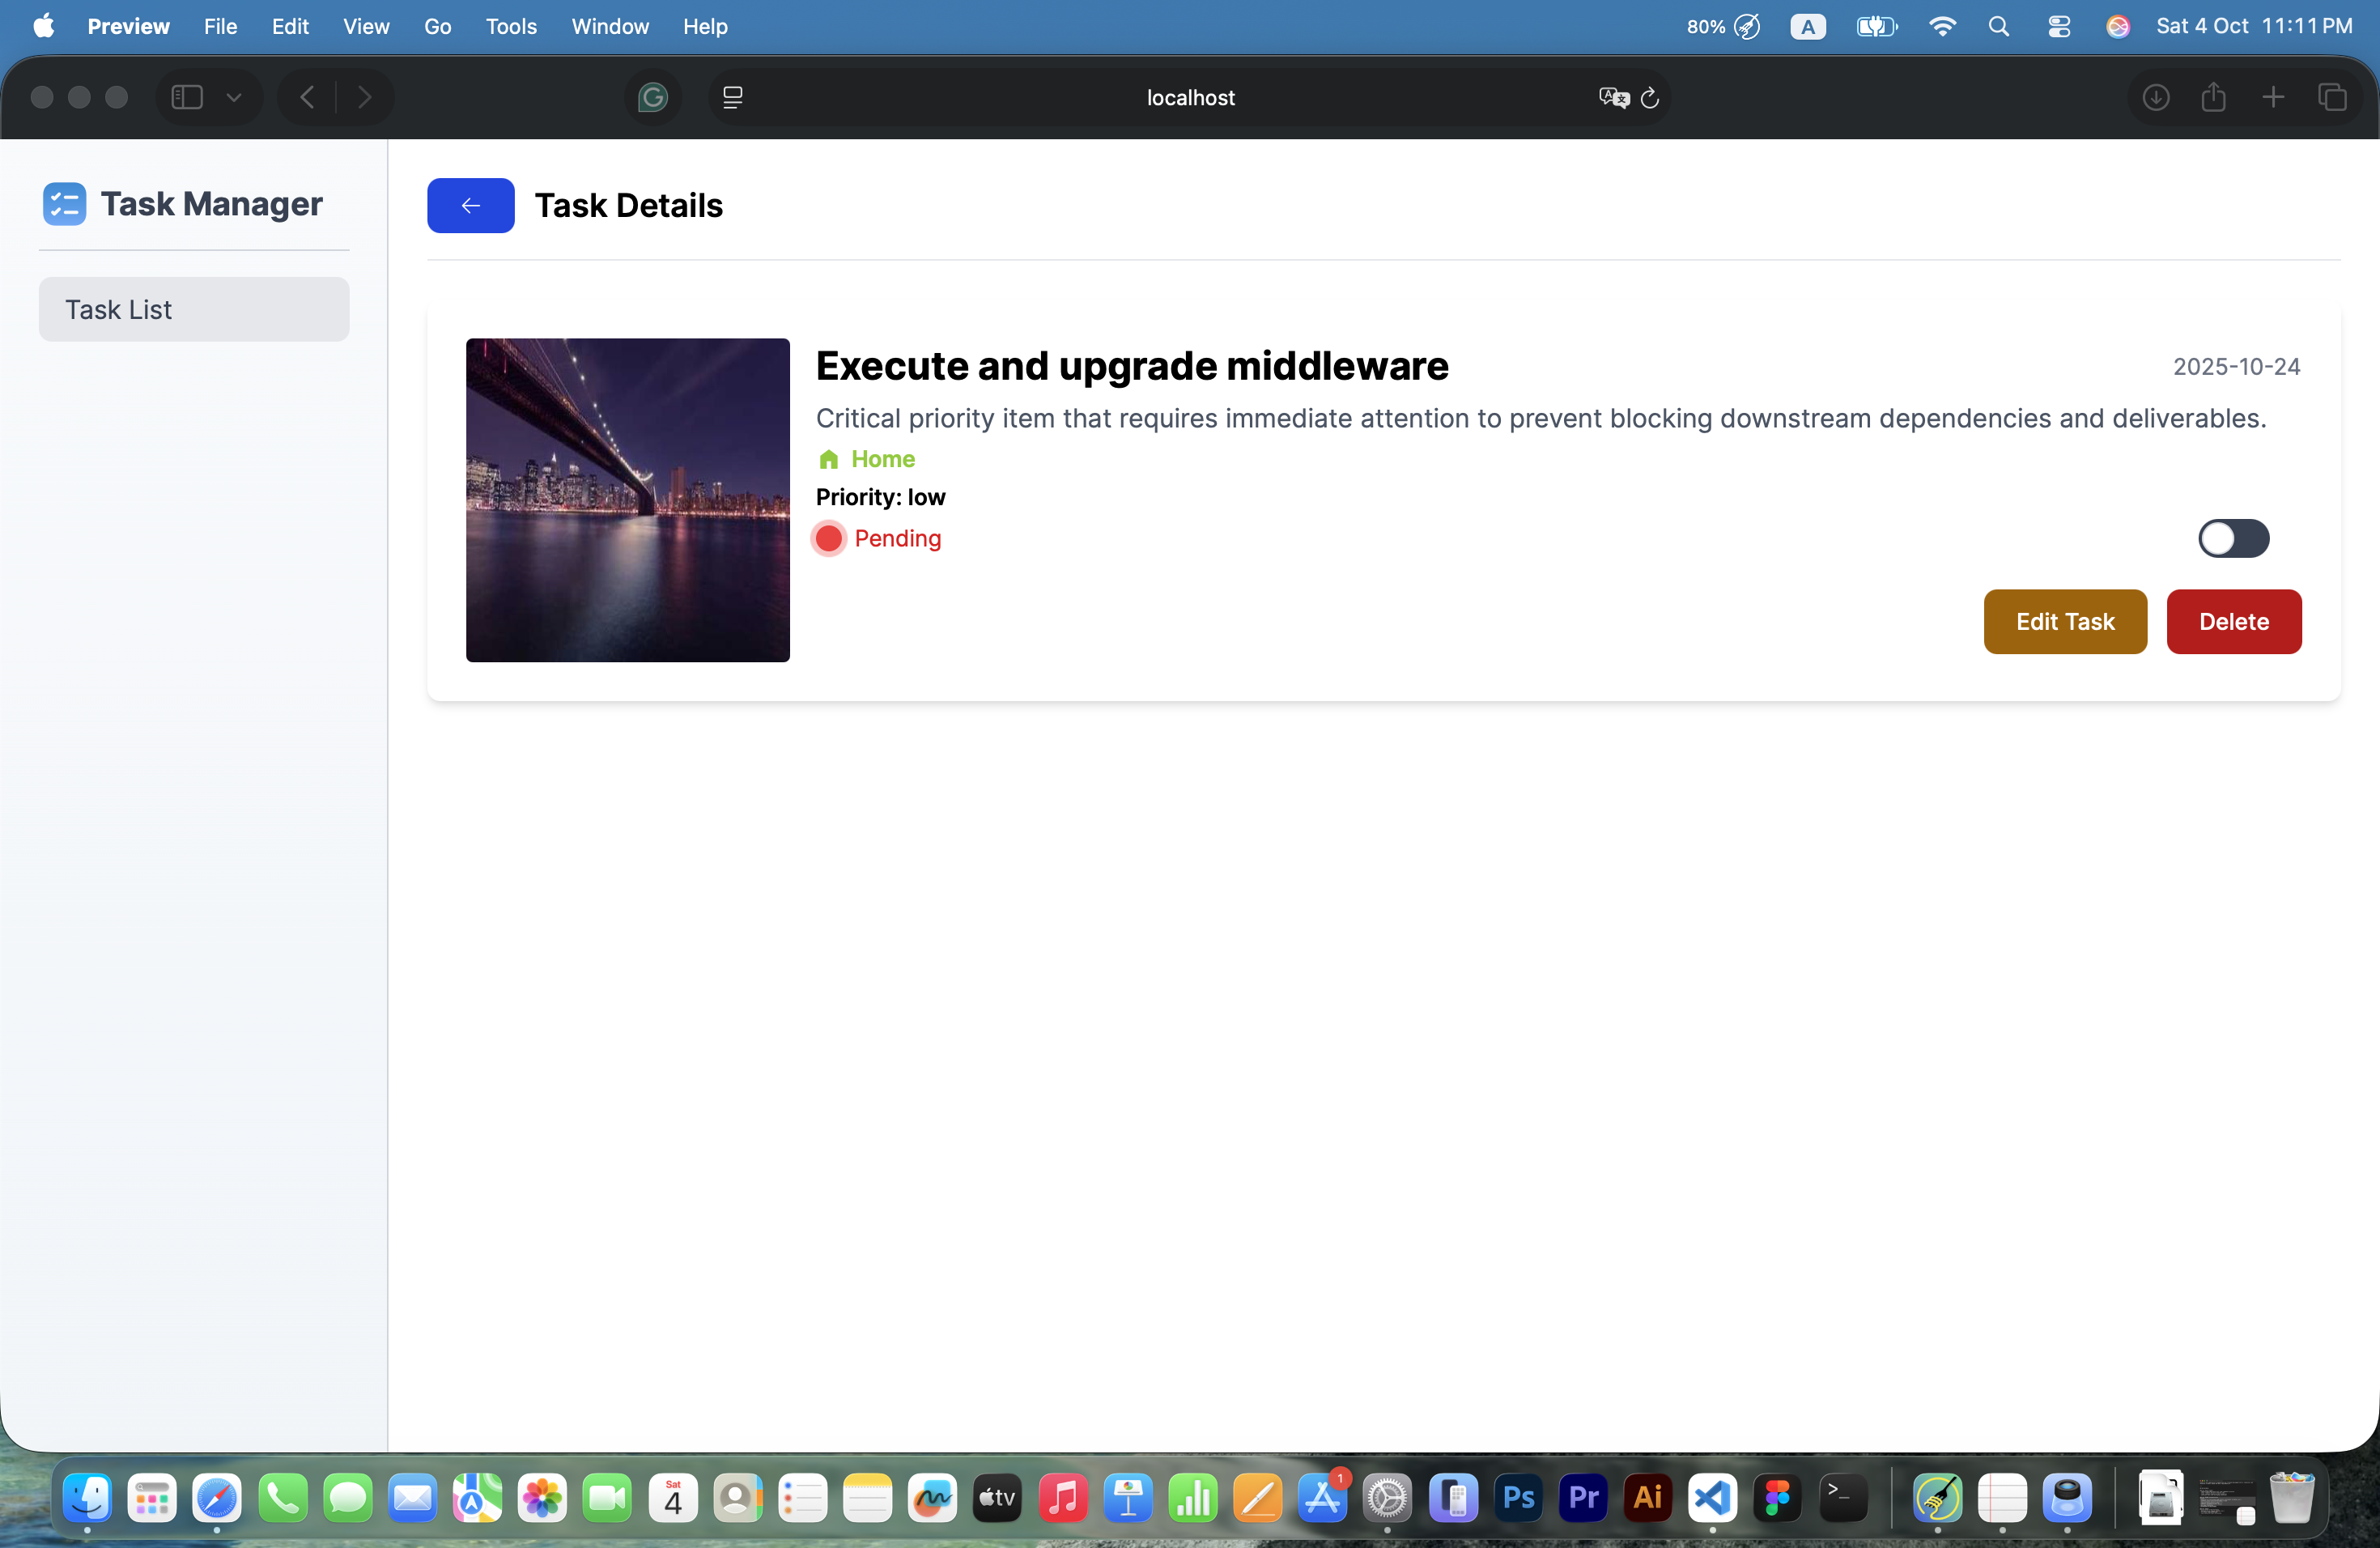 Preview File Edit View Go Tools Window Help 80% A Sat 4 Oct 11:11 PM
localhost
Task Manager
Task List
Task Details
Execute and upgrade middleware
2025-10-24
Critical priority item that requires immediate attention to prevent blocking downstream dependencies and deliverables.
Home
Priority: low
Pending
Edit Task
Delete
Sat
4
tv
1
Ps
Pr
Ai
>_